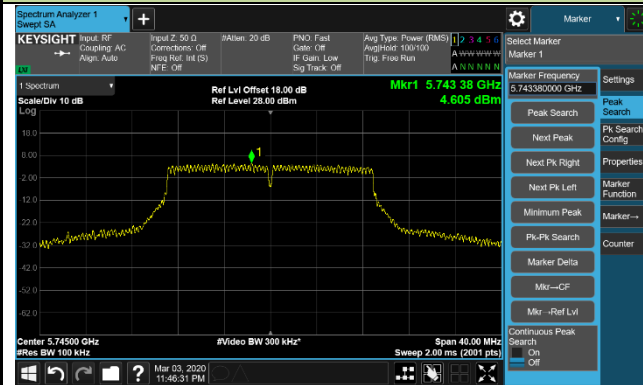 Spectrum Analyzer 1
Swept SA
Marker
KEYSIGHT
Input: RF
Coupling: AC
Align: Auto
Input Z: 50 Ω
Corrections: Off
Freq Ref: Int (S)
NFE: Off
#Atten: 20 dB
PNO: Fast
Gate: Off
IF Gain: Low
Sig Track: Off
Avg Type: Power (RMS)
Avg|Hold: 100/100
Trig: Free Run
1 2 3 4 5 6
A W W W W W
A N N N N N
Select Marker
Marker 1
1 Spectrum
Scale/Div 10 dB
Log
Ref Lvl Offset 18.00 dB
Ref Level 28.00 dBm
Mkr1 5.743 38 GHz
4.605 dBm
18.0
8.00
-2.00
-12.0
-22.0
-32.0
-42.0
-52.0
-62.0
1
Center 5.74500 GHz
#Res BW 100 kHz
#Video BW 300 kHz*
Span 40.00 MHz
Sweep 2.00 ms (2001 pts)
Marker Frequency
5.743380000 GHz
Peak Search
Next Peak
Next Pk Right
Next Pk Left
Minimum Peak
Pk-Pk Search
Marker Delta
Mkr→CF
Mkr→Ref Lvl
Continuous Peak
Search
On
Off
Settings
Peak
Search
Pk Search
Config
Properties
Marker
Function
Marker→
Counter
Mar 03, 2020
11:46:31 PM